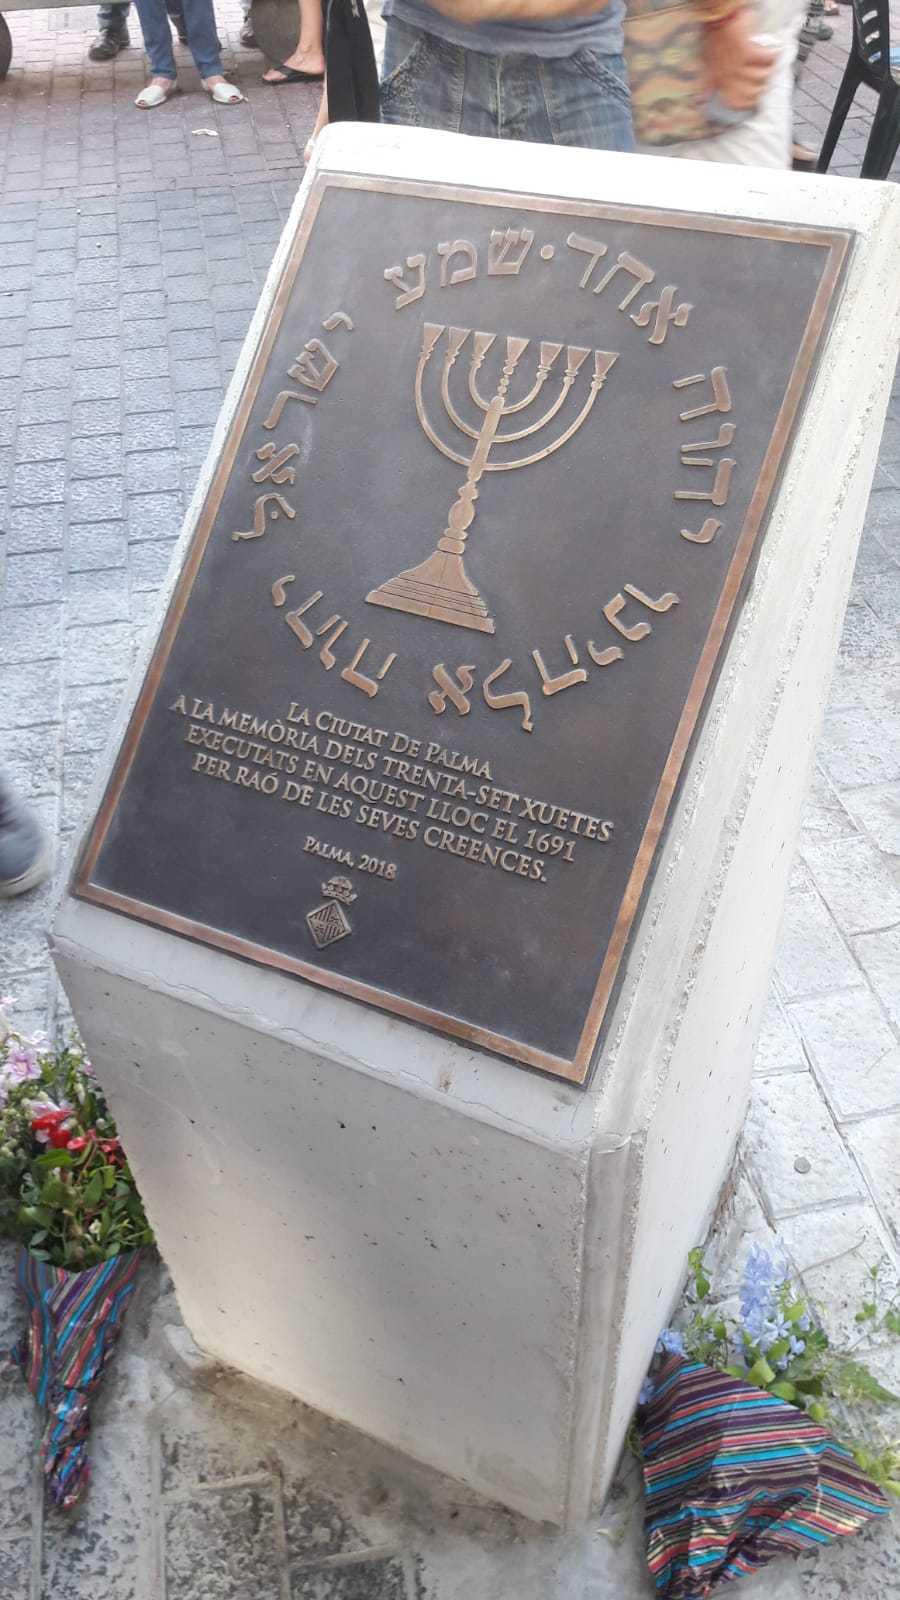 שמע ישראל יהוה אלהינו יהוה אחד·
LA CIUTAT DE PALMA
A LA MEMÒRIA DELS TRENTA-SET XUETES
EXECUTATS EN AQUEST LLOC EL 1691
PER RAÓ DE LES SEVES CREENCES.
PALMA, 2018